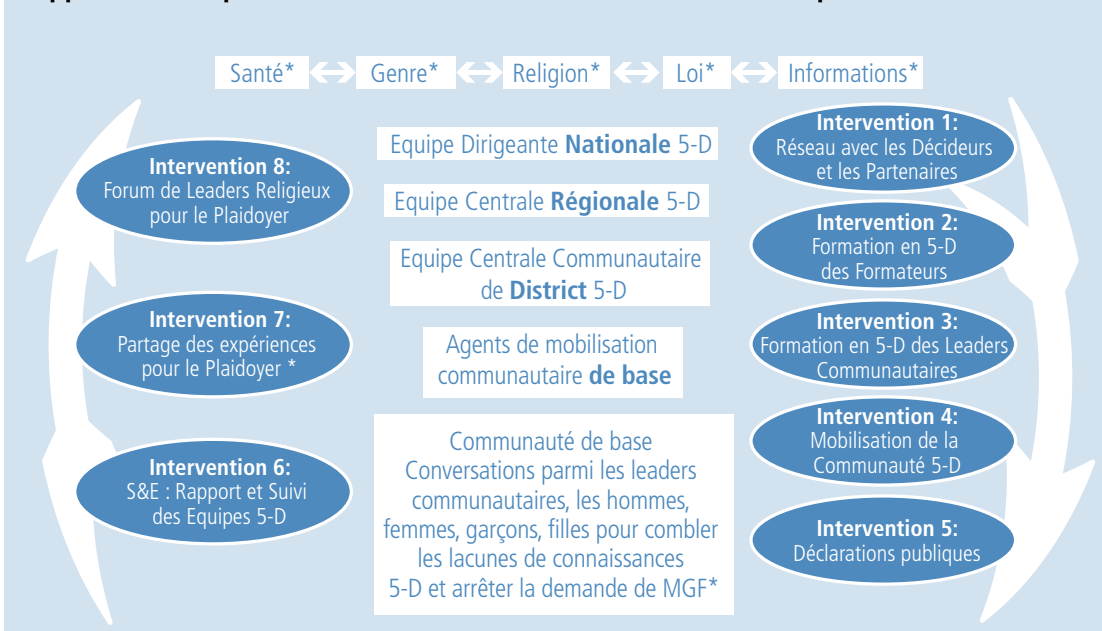 Santé* Genre* Religion* Loi* Informations*
Equipe Dirigeante Nationale 5-D
Equipe Centrale Régionale 5-D
Equipe Centrale Communautaire
de District 5-D
Agents de mobilisation
communautaire de base
Communauté de base
Conversations parmi les leaders
communautaires, les hommes,
femmes, garçons, filles pour combler
les lacunes de connaissances
5-D et arrêter la demande de MGF*
Intervention 1:
Réseau avec les Décideurs
et les Partenaires
Intervention 2:
Formation en 5-D
des Formateurs
Intervention 3:
Formation en 5-D des Leaders
Communautaires
Intervention 4:
Mobilisation de la
Communauté 5-D
Intervention 5:
Déclarations publiques
Intervention 6:
S&E : Rapport et Suivi
des Equipes 5-D
Intervention 7:
Partage des expériences
pour le Plaidoyer *
Intervention 8:
Forum de Leaders Religieux
pour le Plaidoyer